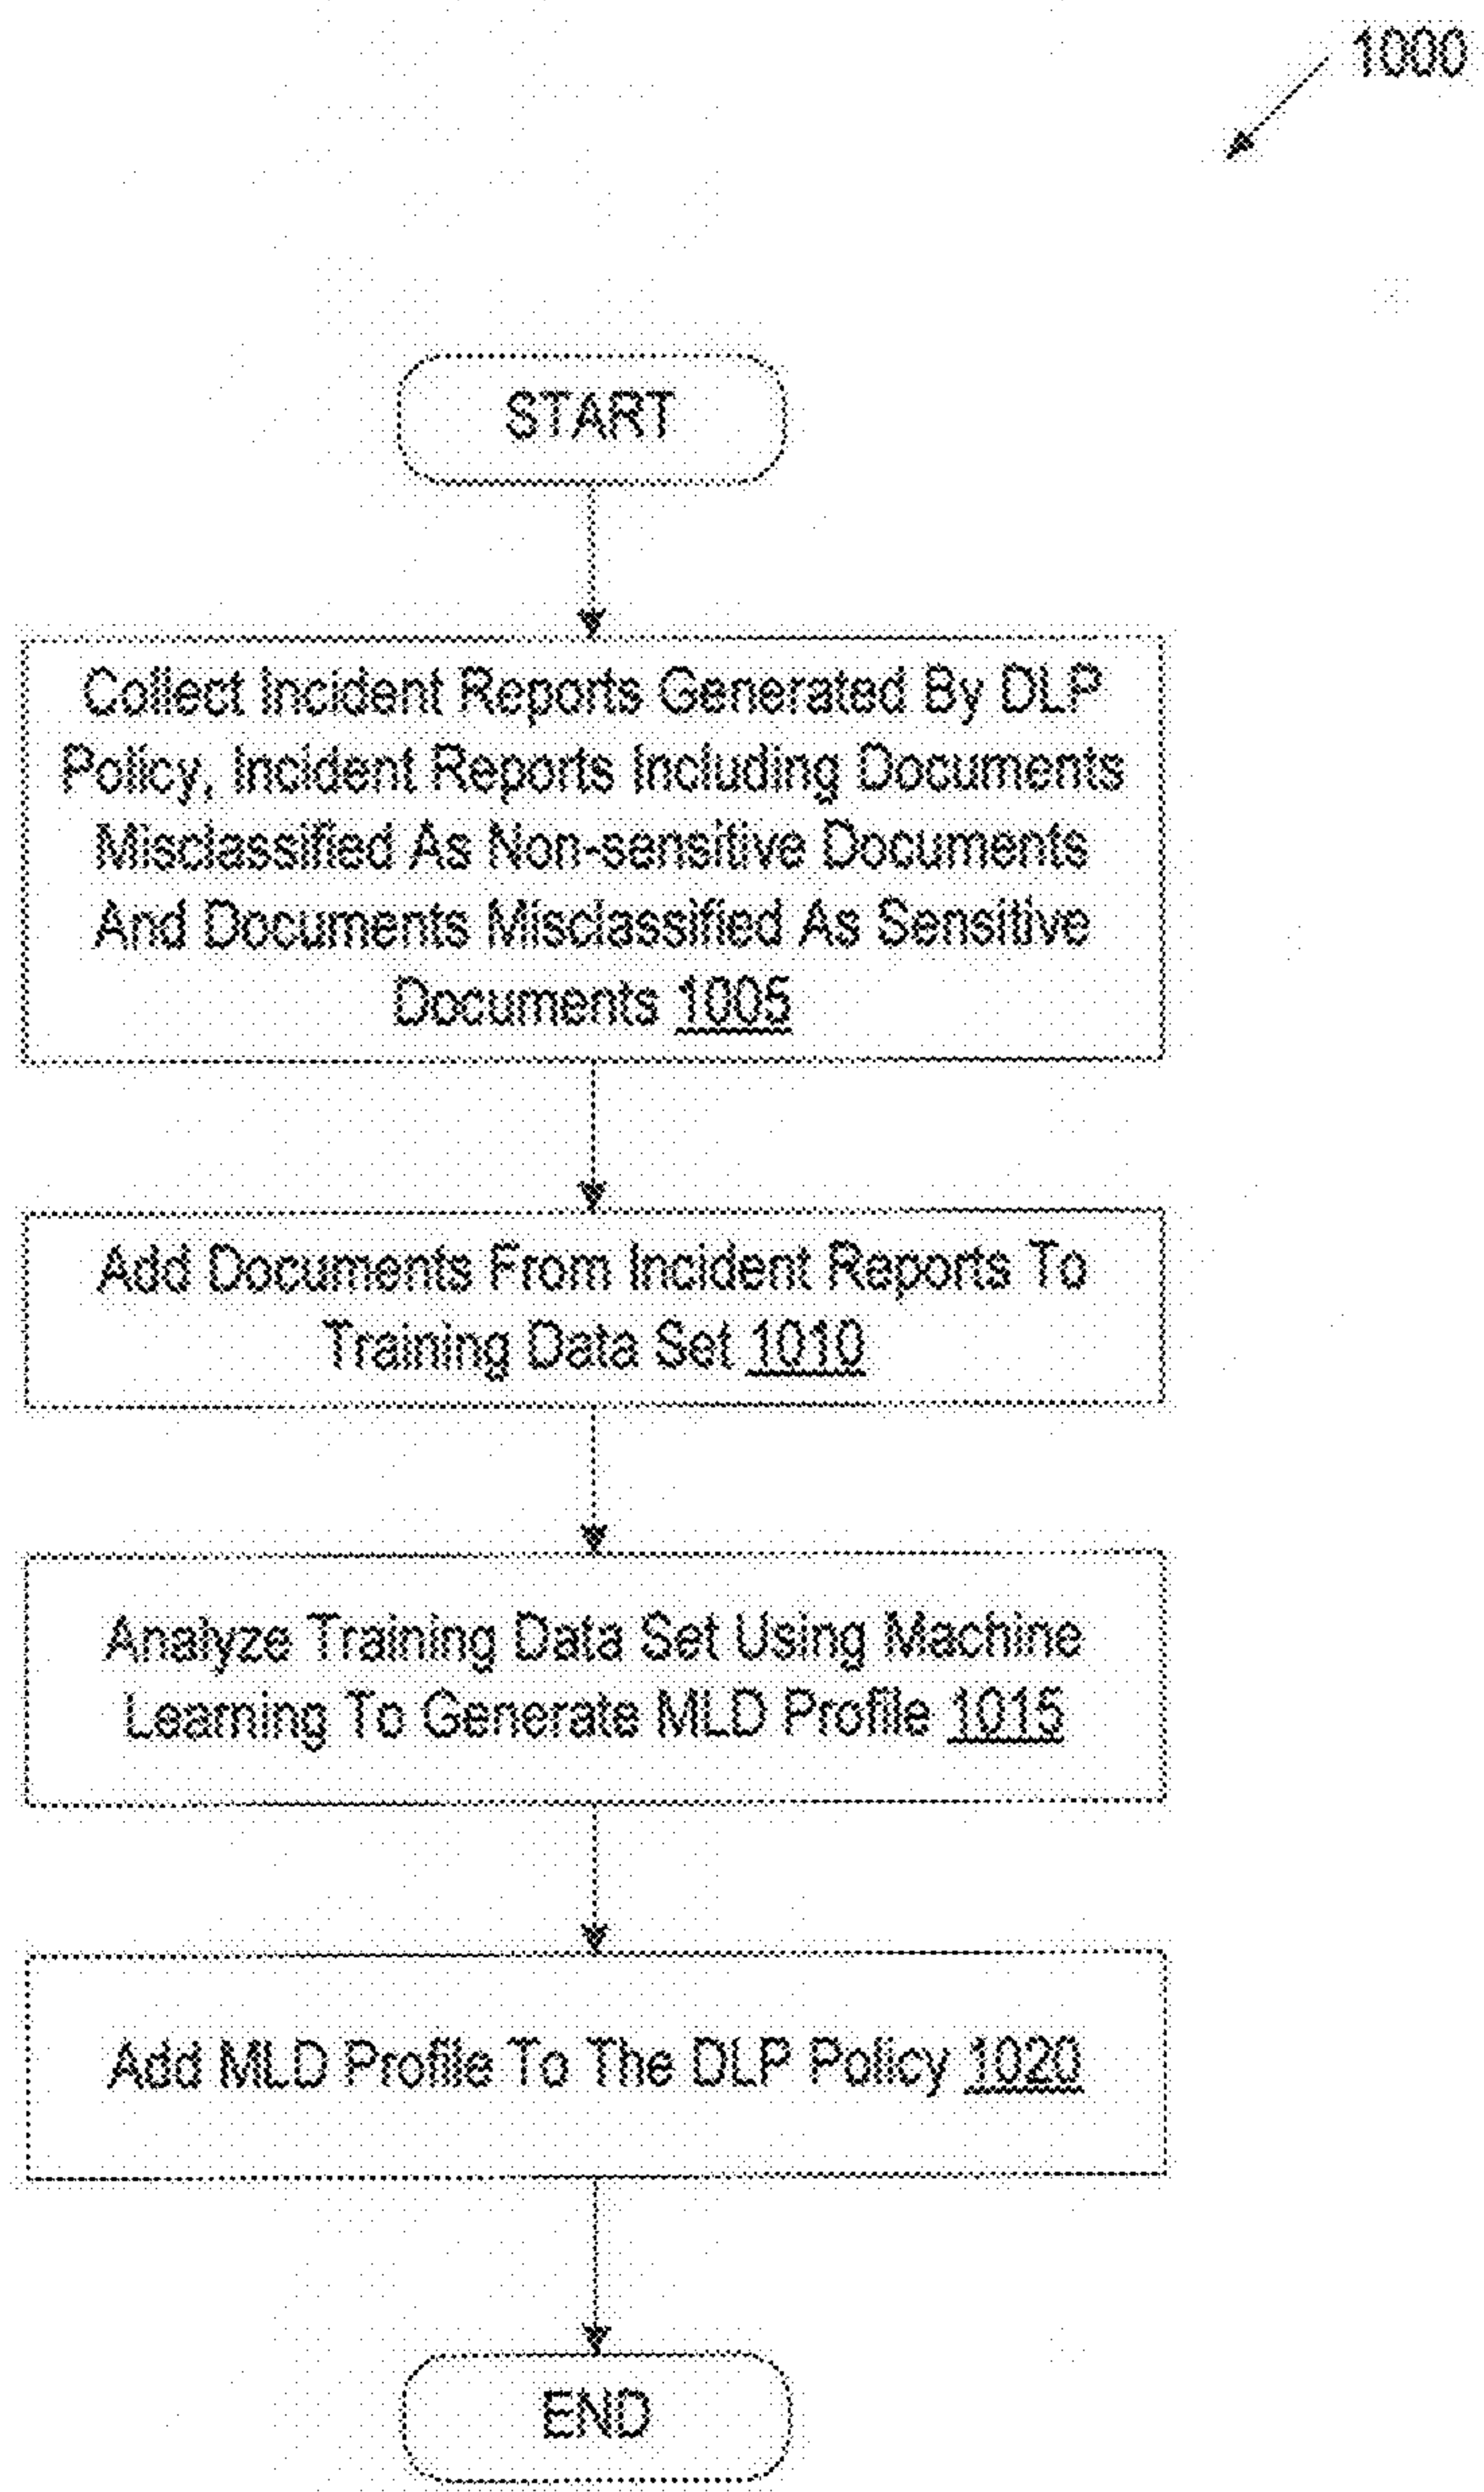 1000
START
Collect Incident Reports Generated By DLP
Policy, Incident Reports Including Documents
Misclassified As Non-sensitive Documents
And Documents Misclassified As Sensitive
Documents 1005
Add Documents From Incident Reports To
Training Data Set 1010
Analyze Training Data Set Using Machine
Learning To Generate MLD Profile 1015
Add MLD Profile To The DLP Policy 1020
END